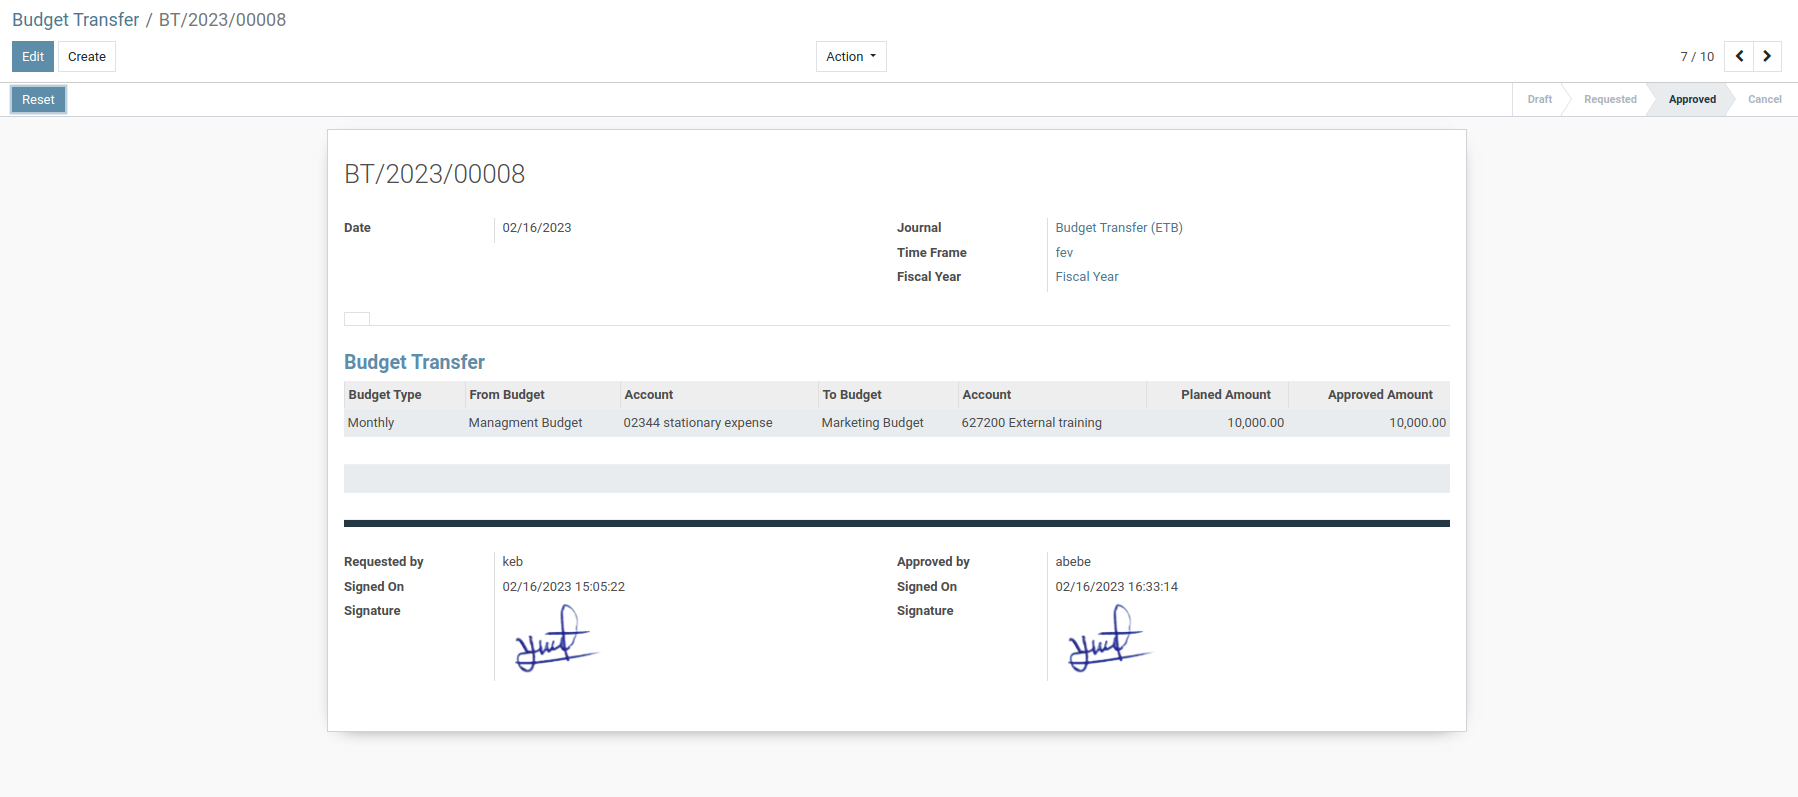 Budget Transfer / BT/2023/00008
Edit Create Action 7 / 10
Reset Draft Requested Approved Cancel
BT/2023/00008
Date 02/16/2023 Journal Budget Transfer (ETB)
Time Frame fev
Fiscal Year Fiscal Year
Budget Transfer
Budget Type From Budget Account To Budget Account Planed Amount Approved Amount
Monthly Managment Budget 02344 stationary expense Marketing Budget 627200 External training 10,000.00 10,000.00
Requested by keb Approved by abebe
Signed On 02/16/2023 15:05:22 Signed On 02/16/2023 16:33:14
Signature Signature